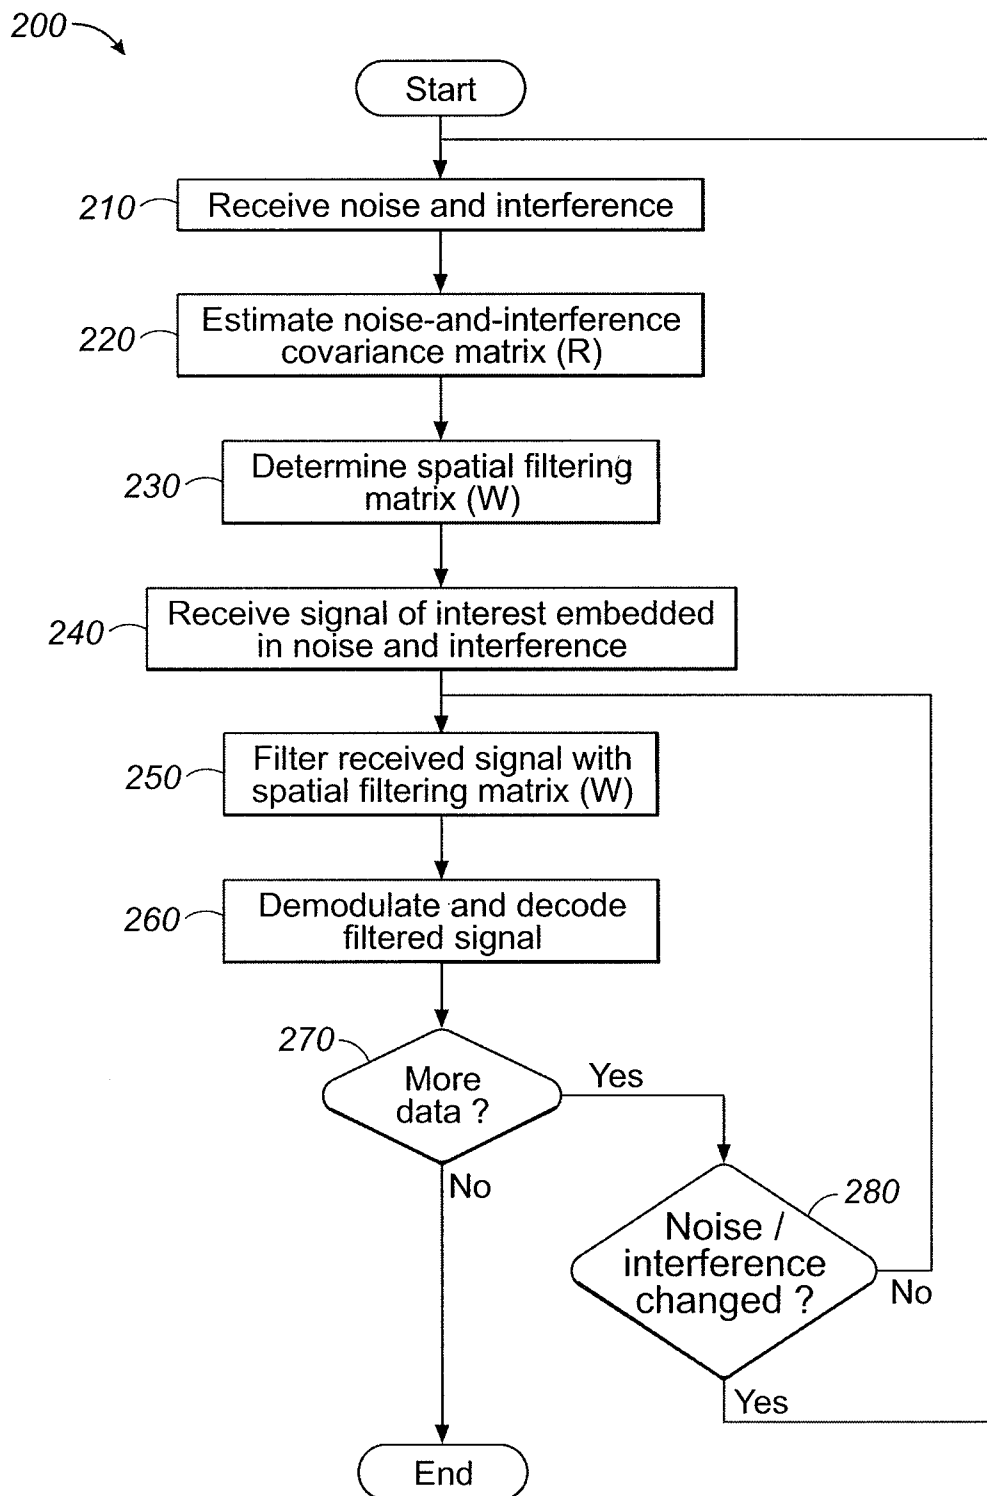 200
Start
210
Receive noise and interference
220
Estimate noise-and-interference
covariance matrix (R)
230
Determine spatial filtering
matrix (W)
240
Receive signal of interest embedded
in noise and interference
250
Filter received signal with
spatial filtering matrix (W)
260
Demodulate and decode
filtered signal
270
More
data ?
Yes
No
280
Noise /
interference
changed ?
No
Yes
End